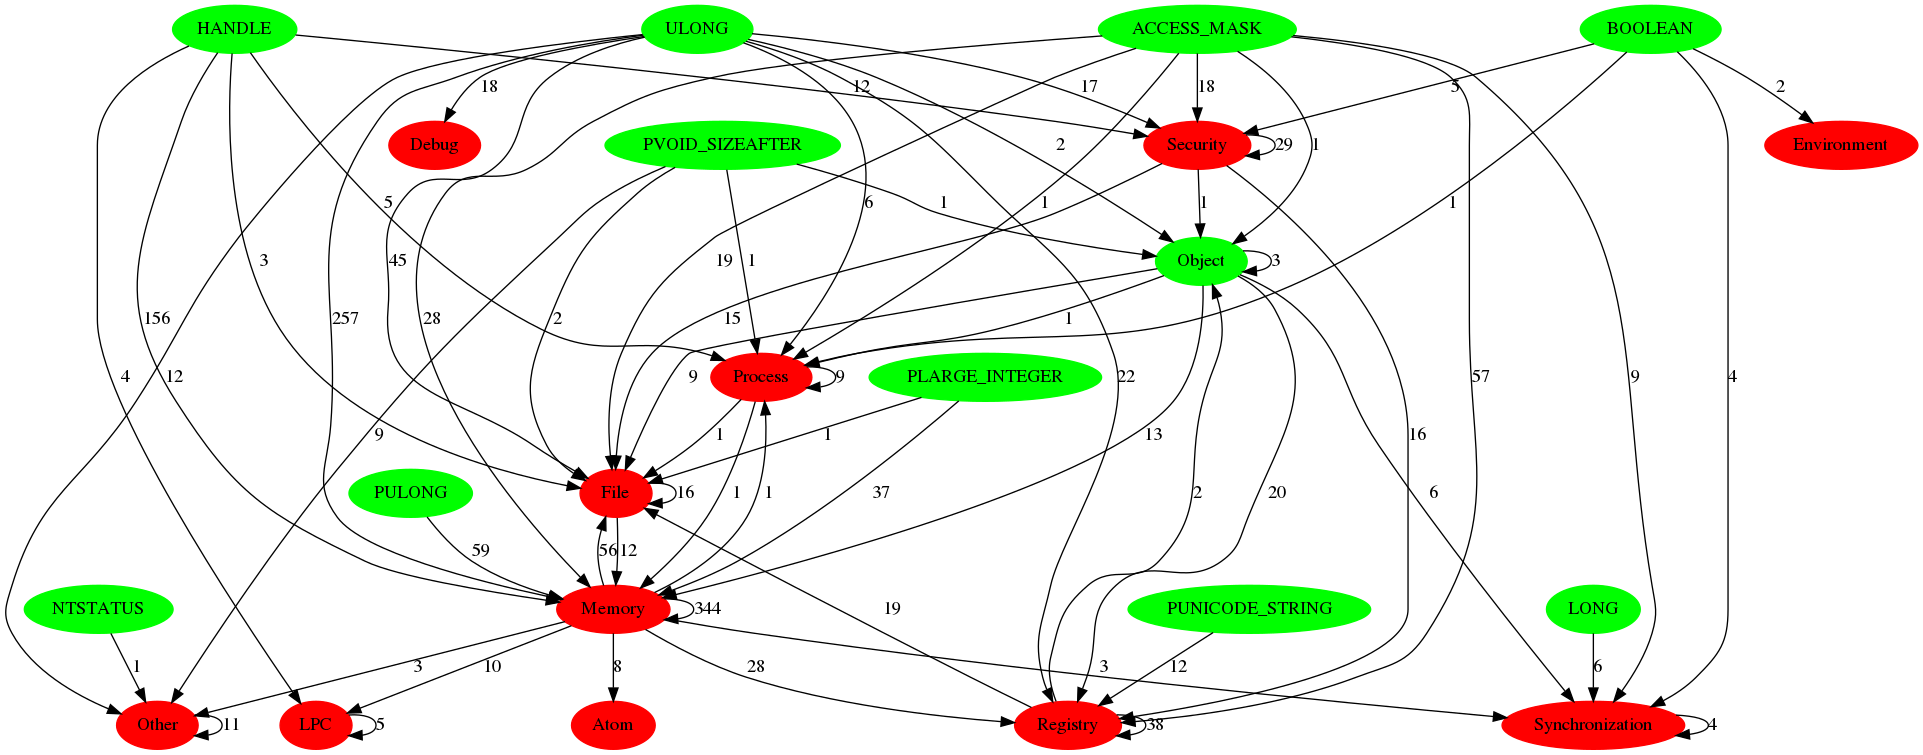 HANDLE ULONG ACCESS_MASK BOOLEAN
18 12 17 18 5 2
Debug PVOID_SIZEAFTER Security 29 Environment
5 6 1 2 1 1 1 1
3 45 19 1 Object 3
156 257 28 2 15 1
4 12 9 Process 9 PLARGE_INTEGER 22 57 9 4
9 1 1 13 16
PULONG File 16 1 37 2 20 6
59 56 12
NTSTATUS Memory 344 19 PUNICODE_STRING LONG
1 3 10 8 28 12 3 6
Other 11 LPC 5 Atom Registry 38 Synchronization 4